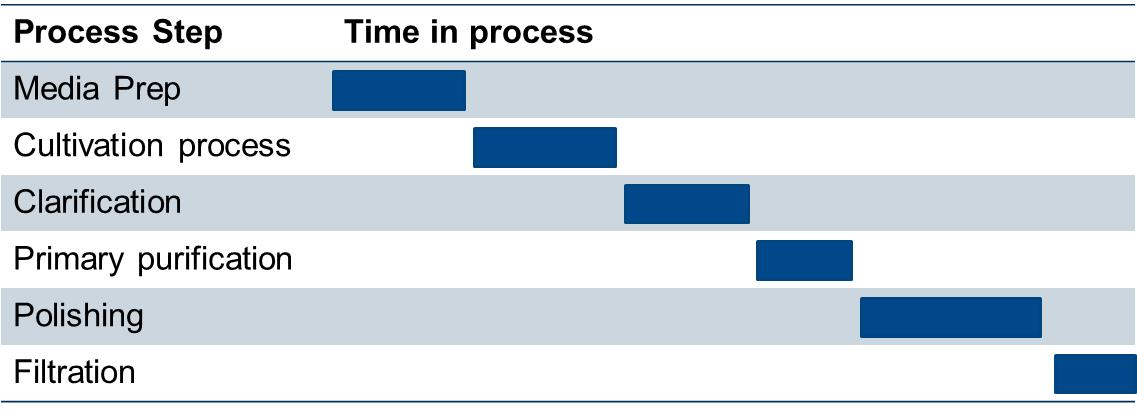 Process Step Time in process
Media Prep
Cultivation process
Clarification
Primary purification
Polishing
Filtration